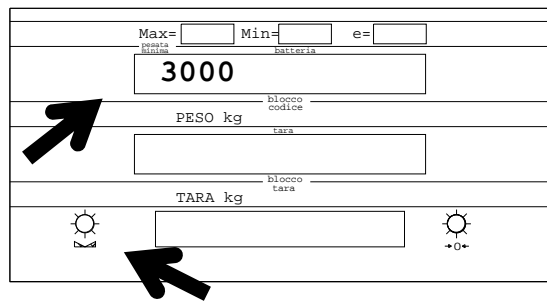 Max= Min= e=
pesata minima batteria
3000
blocco codice
PESO kg
tara
blocco tara
TARA kg
→0←